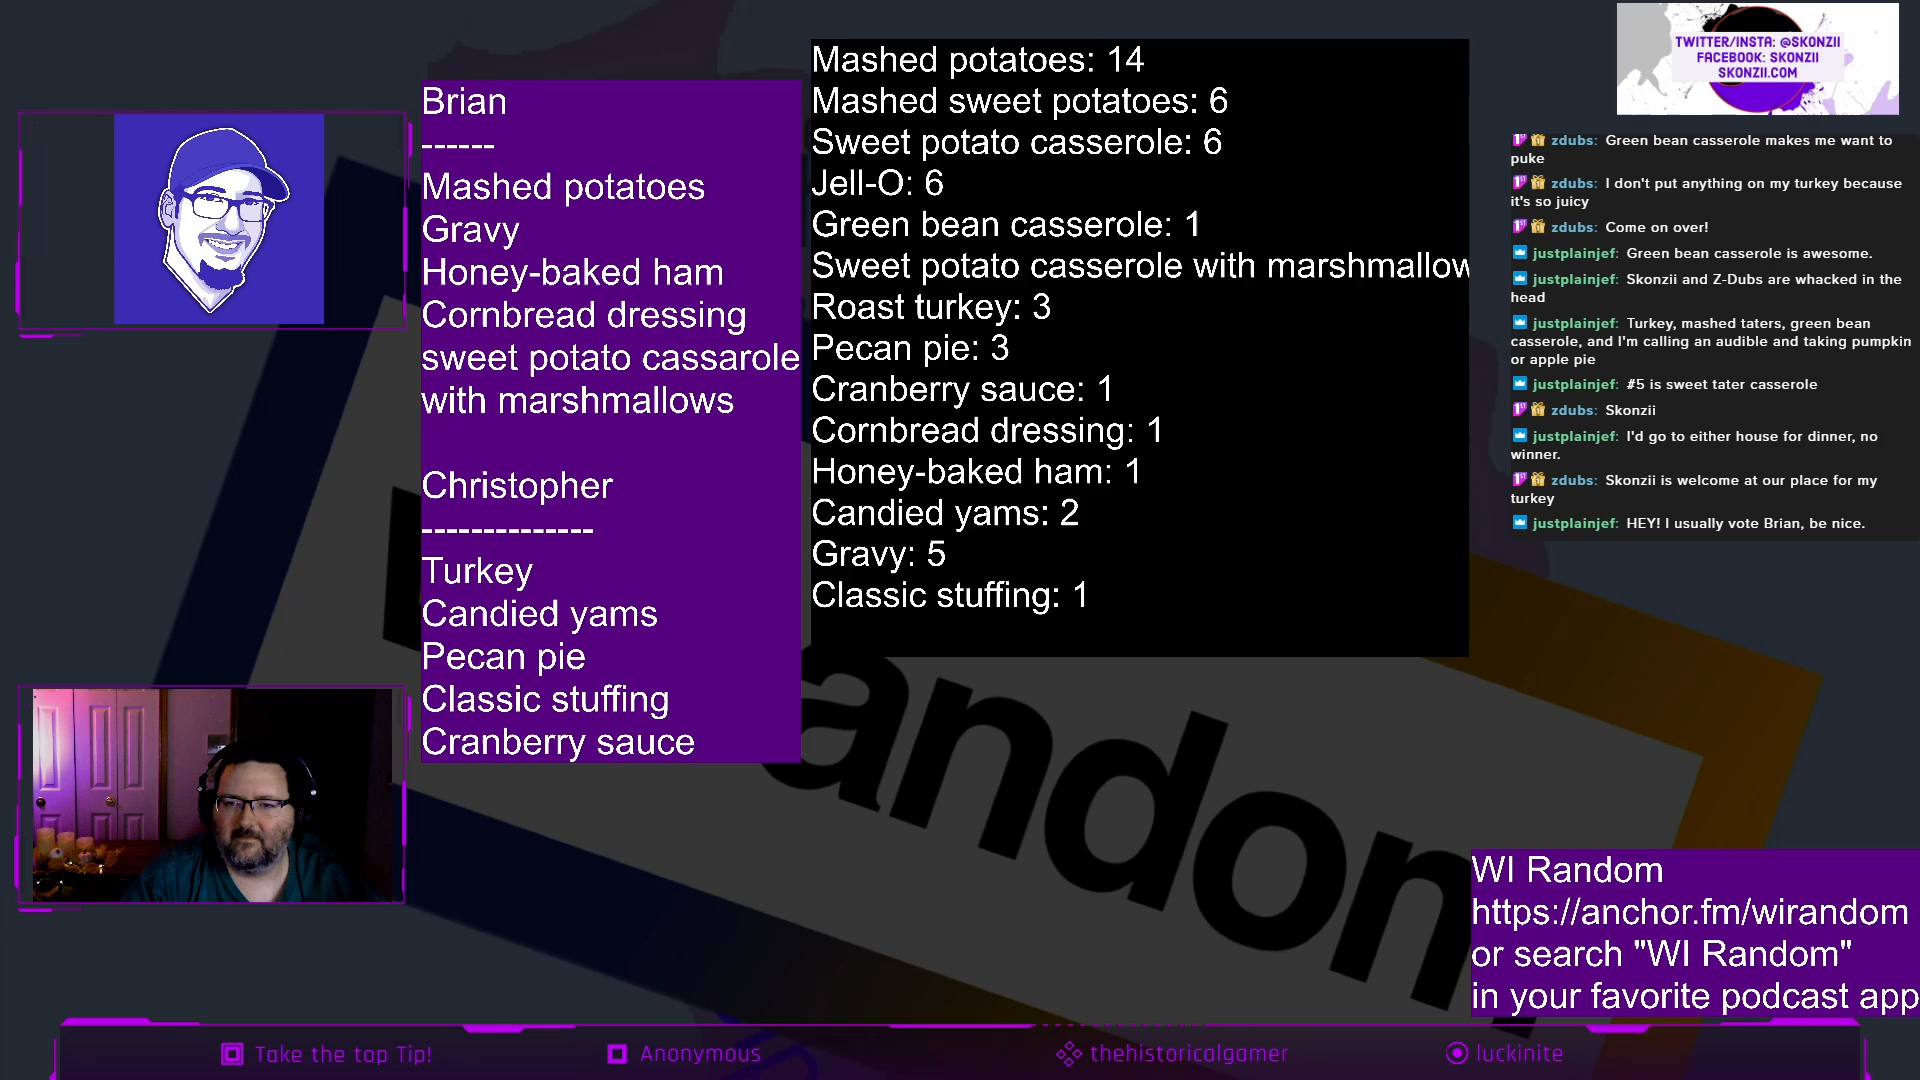 Brian
------
Mashed potatoes
Gravy
Honey-baked ham
Cornbread dressing
sweet potato cassarole
with marshmallows
Christopher
--------------
Turkey
Candied yams
Pecan pie
Classic stuffing
Cranberry sauce
Mashed potatoes: 14
Mashed sweet potatoes: 6
Sweet potato casserole: 6
Jell-O: 6
Green bean casserole: 1
Sweet potato casserole with marshmallow
Roast turkey: 3
Pecan pie: 3
Cranberry sauce: 1
Cornbread dressing: 1
Honey-baked ham: 1
Candied yams: 2
Gravy: 5
Classic stuffing: 1
TWITTER/INSTA: @SKONZII
FACEBOOK: SKONZII
SKONZII.COM
zdubs: Green bean casserole makes me want to
puke
zdubs: I don't put anything on my turkey because
it's so juicy
zdubs: Come on over!
justplainjef: Green bean casserole is awesome.
justplainjef: Skonzii and Z-Dubs are whacked in the
head
justplainjef: Turkey, mashed taters, green bean
casserole, and I'm calling an audible and taking pumpkin
or apple pie
justplainjef: #5 is sweet tater casserole
zdubs: Skonzii
justplainjef: I'd go to either house for dinner, no
winner.
zdubs: Skonzii is welcome at our place for my
turkey
justplainjef: HEY! I usually vote Brian, be nice.
andom
WI Random
https://anchor.fm/wirandom
or search "WI Random"
in your favorite podcast app
Take the top Tip!
Anonymous
thehistoricalgamer
luckinite